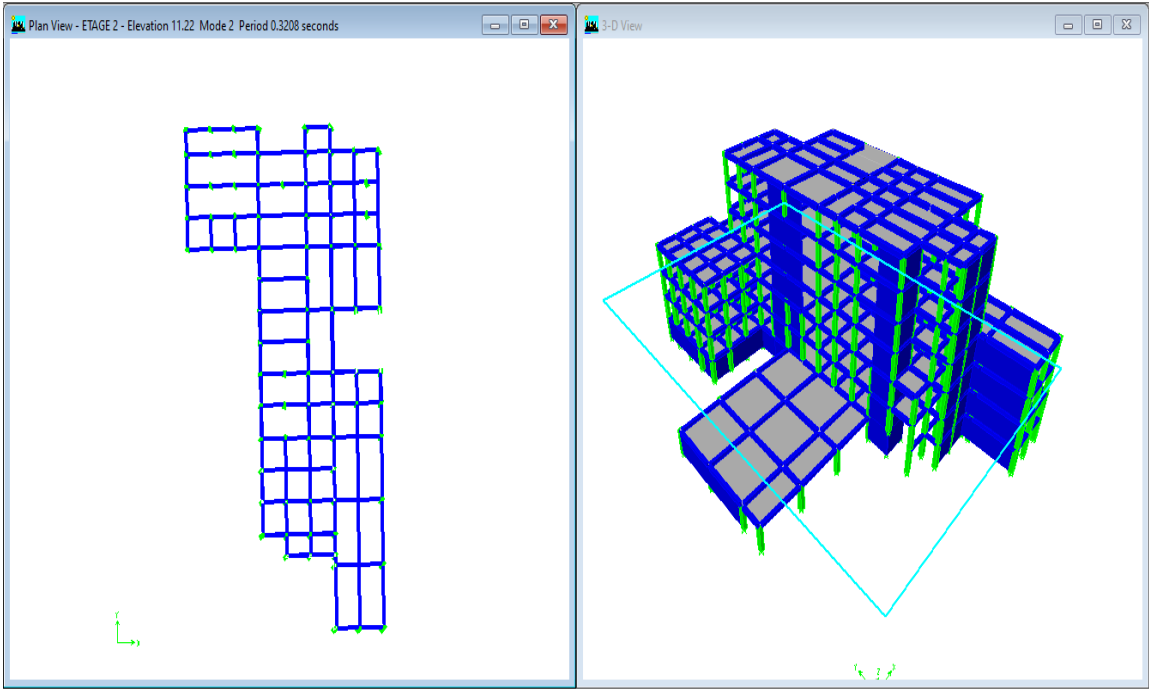 Plan View - ETAGE 2 - Elevation 11.22 Mode 2 Period 0.3208 seconds
3-D View
Y
X
Y
Z
X